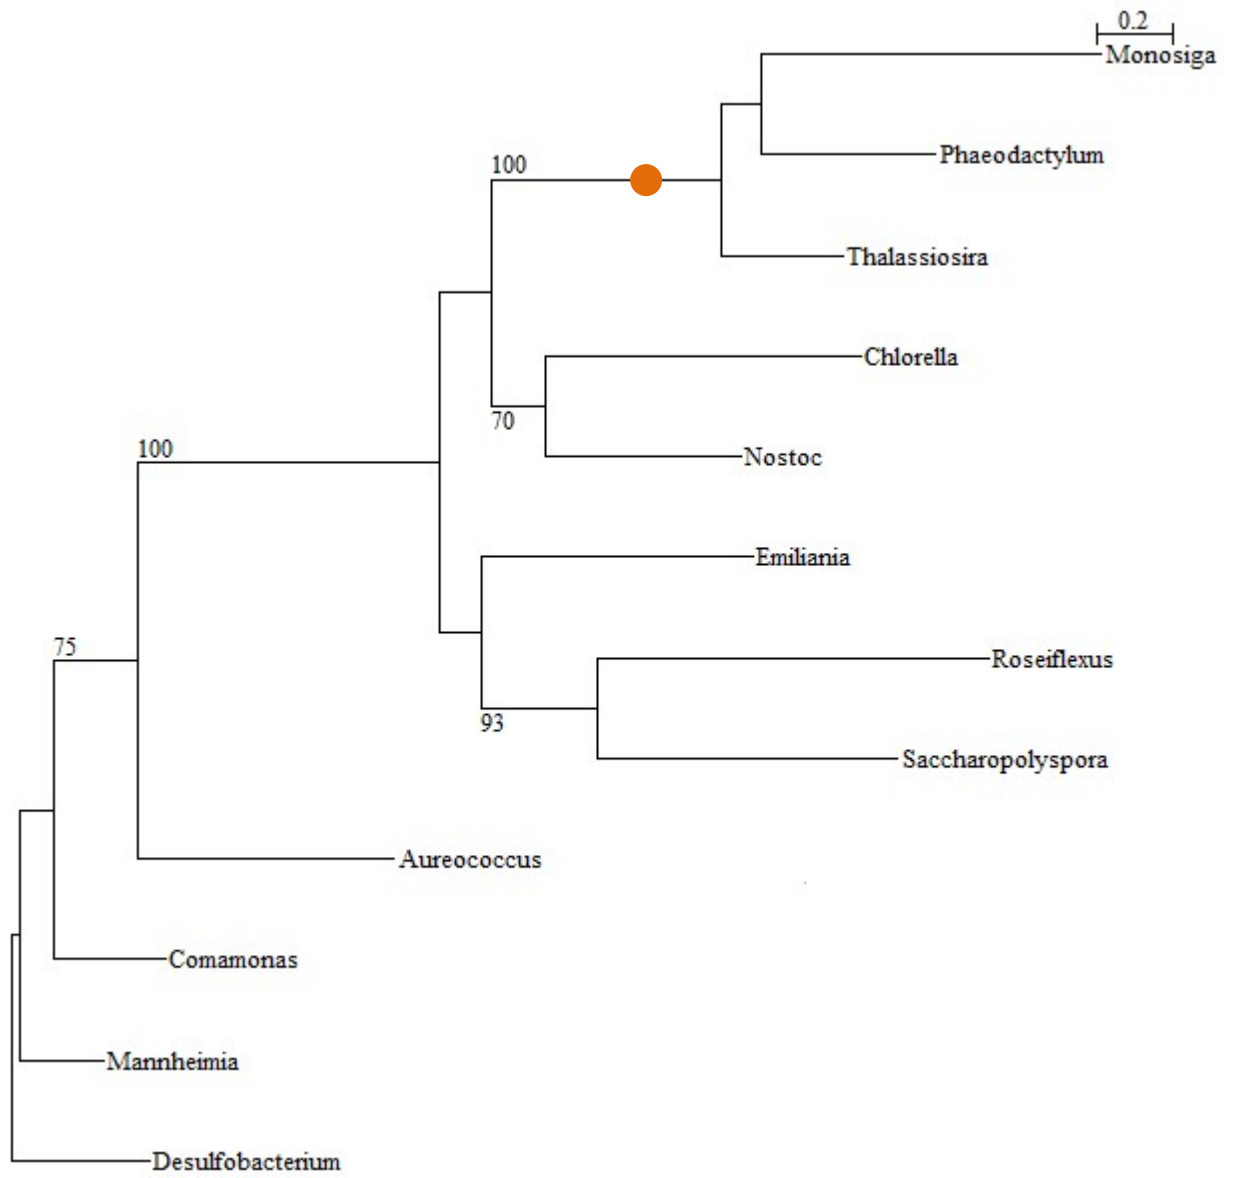 0.2
Monosiga
Phaeodactylum
100
Thalassiosira
Chlorella
70
Nostoc
100
Emiliania
75
Roseiflexus
93
Saccharopolyspora
Aureococcus
Comamonas
Mannheimia
Desulfobacterium